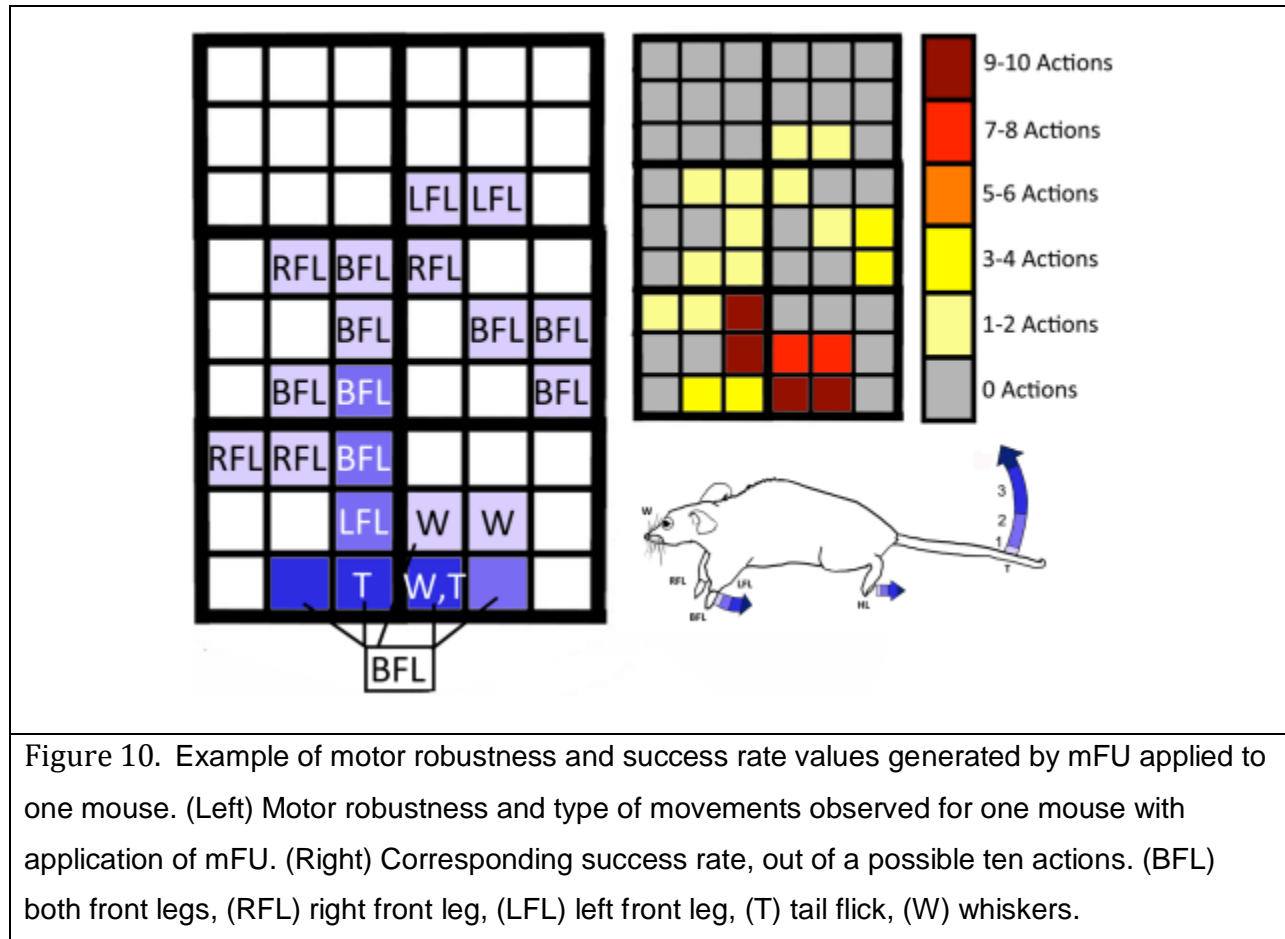 LFL LFL
RFL BFL RFL
BFL BFL BFL
BFL BFL BFL
RFL RFL BFL
LFL W W
T W,T
BFL
9-10 Actions
7-8 Actions
5-6 Actions
3-4 Actions
1-2 Actions
0 Actions
W
RFL
LFL
BFL
HL
3
2
1
T
Figure 10. Example of motor robustness and success rate values generated by mFU applied to
one mouse. (Left) Motor robustness and type of movements observed for one mouse with
application of mFU. (Right) Corresponding success rate, out of a possible ten actions. (BFL)
both front legs, (RFL) right front leg, (LFL) left front leg, (T) tail flick, (W) whiskers.